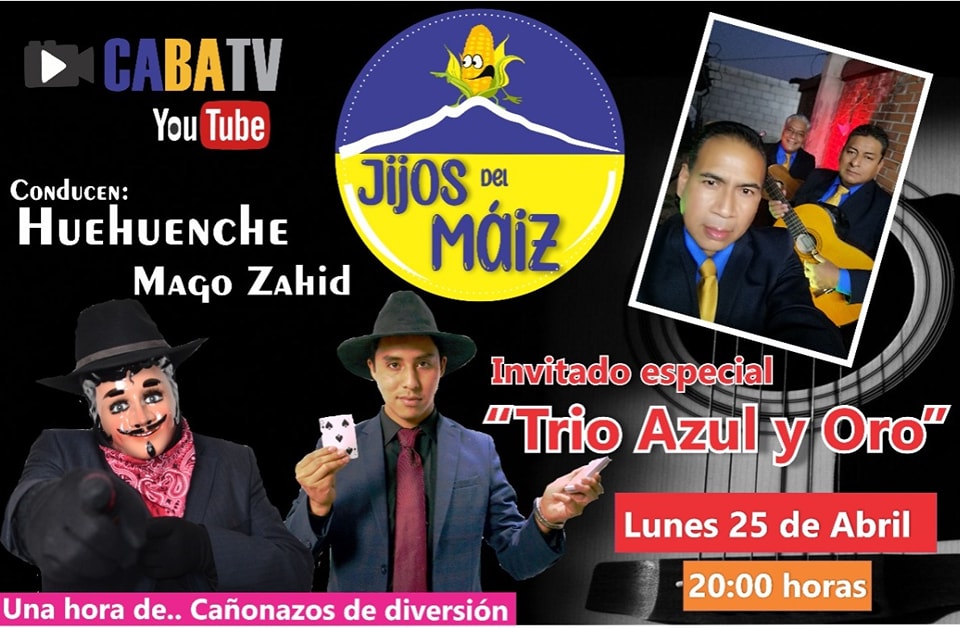 CABATV
YouTube
CONDUCEN:
HUEHUENCHE
MAGO ZAHID
JIJOS DEL
MÁIZ
Invitado especial
“Trio Azul y Oro”
Lunes 25 de Abril
20:00 horas
Una hora de.. Cañonazos de diversión